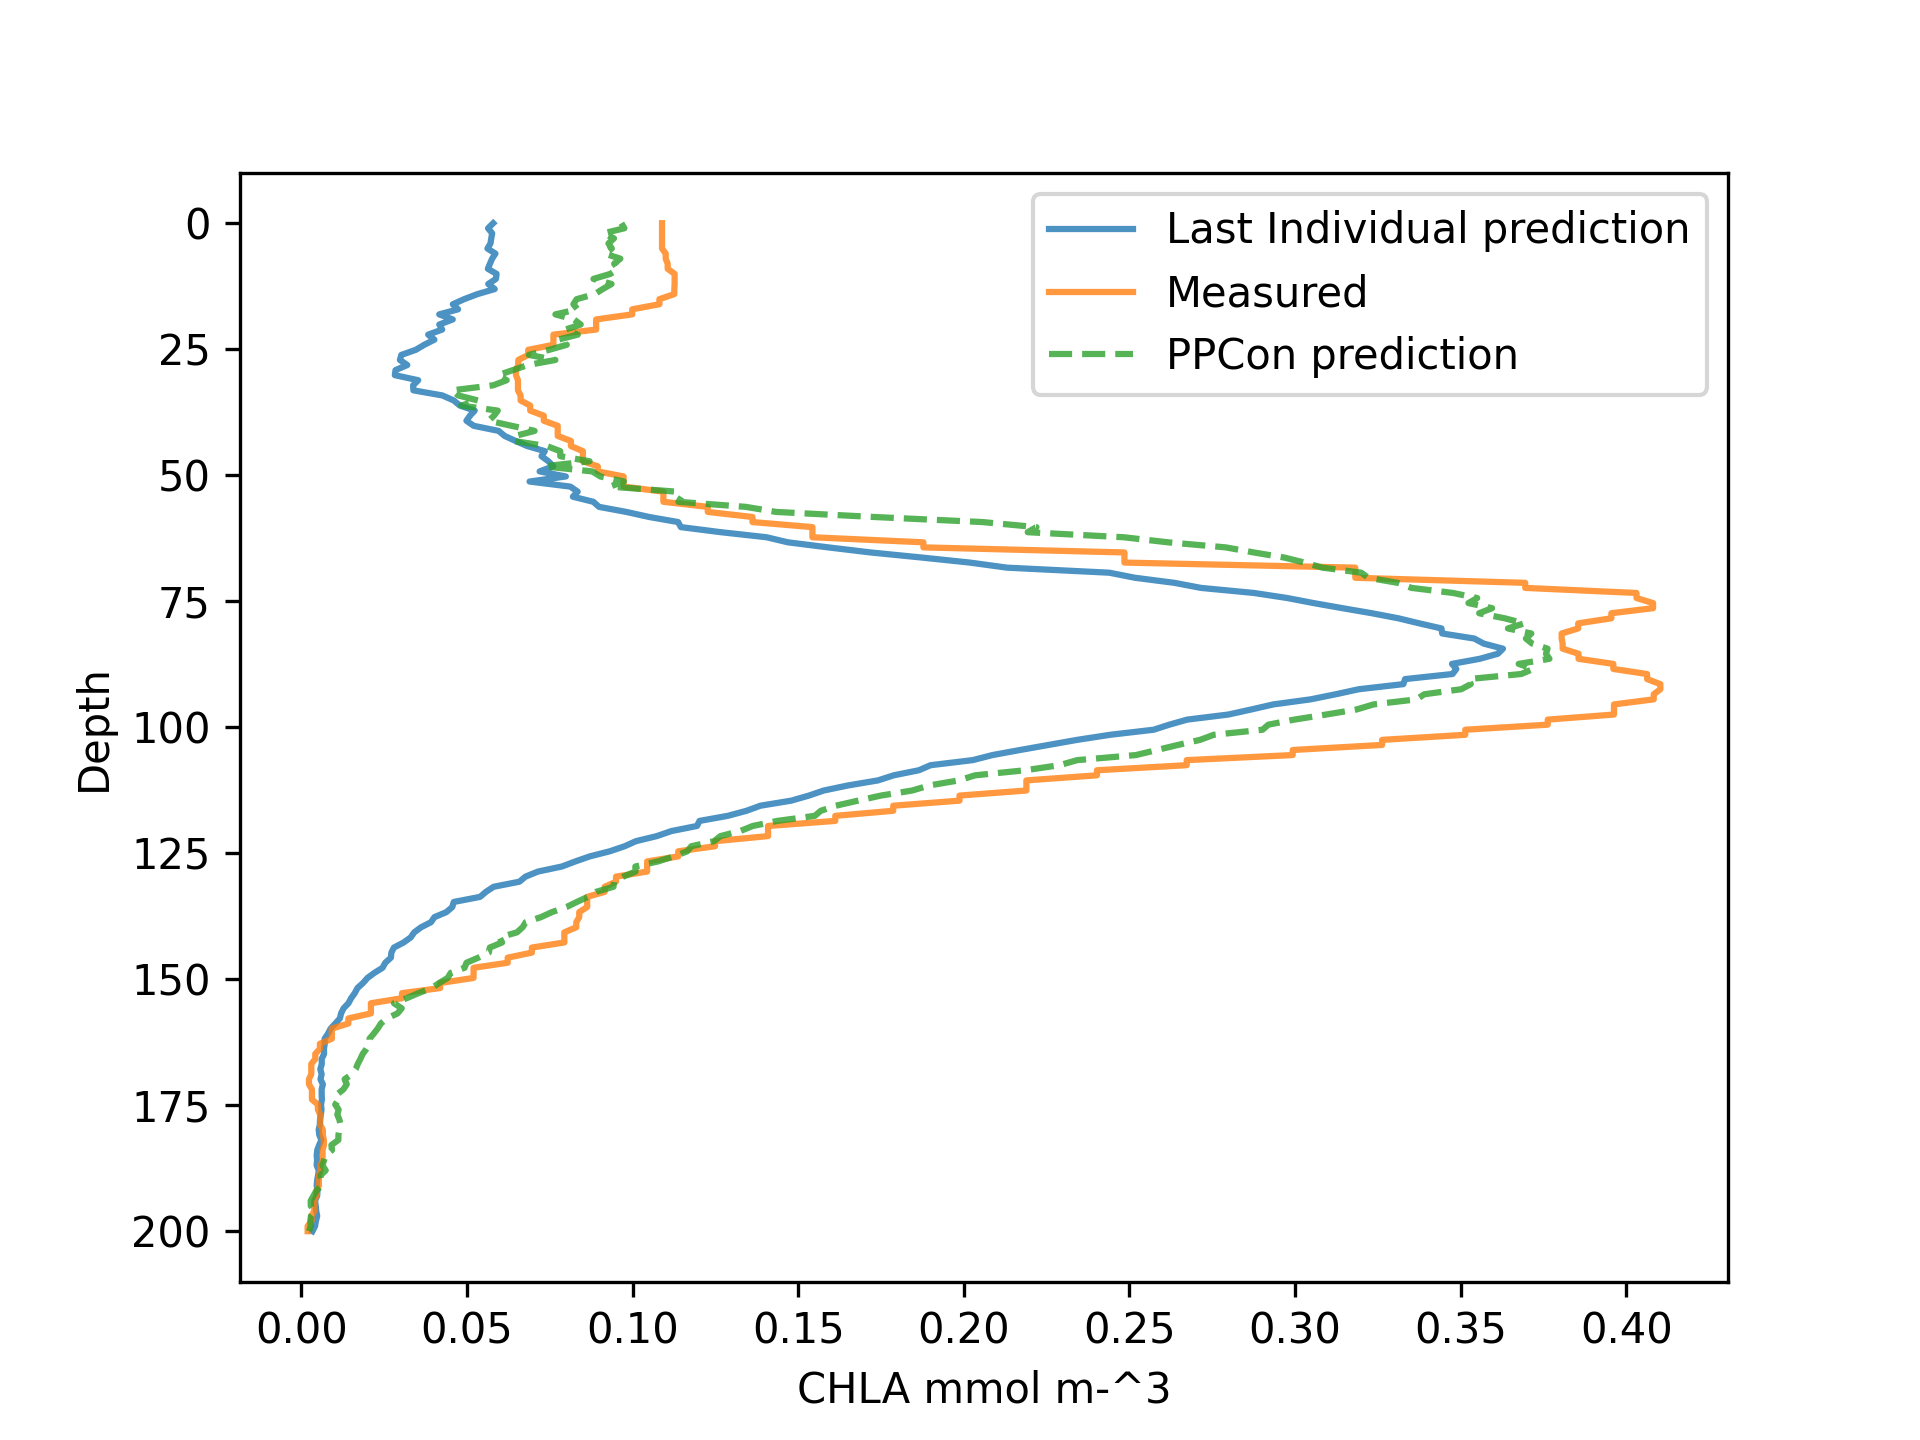 Last Individual prediction
Measured
PPCon prediction
0
25
50
75
100
125
150
175
200
Depth
0.00 0.05 0.10 0.15 0.20 0.25 0.30 0.35 0.40
CHLA mmol m-^3